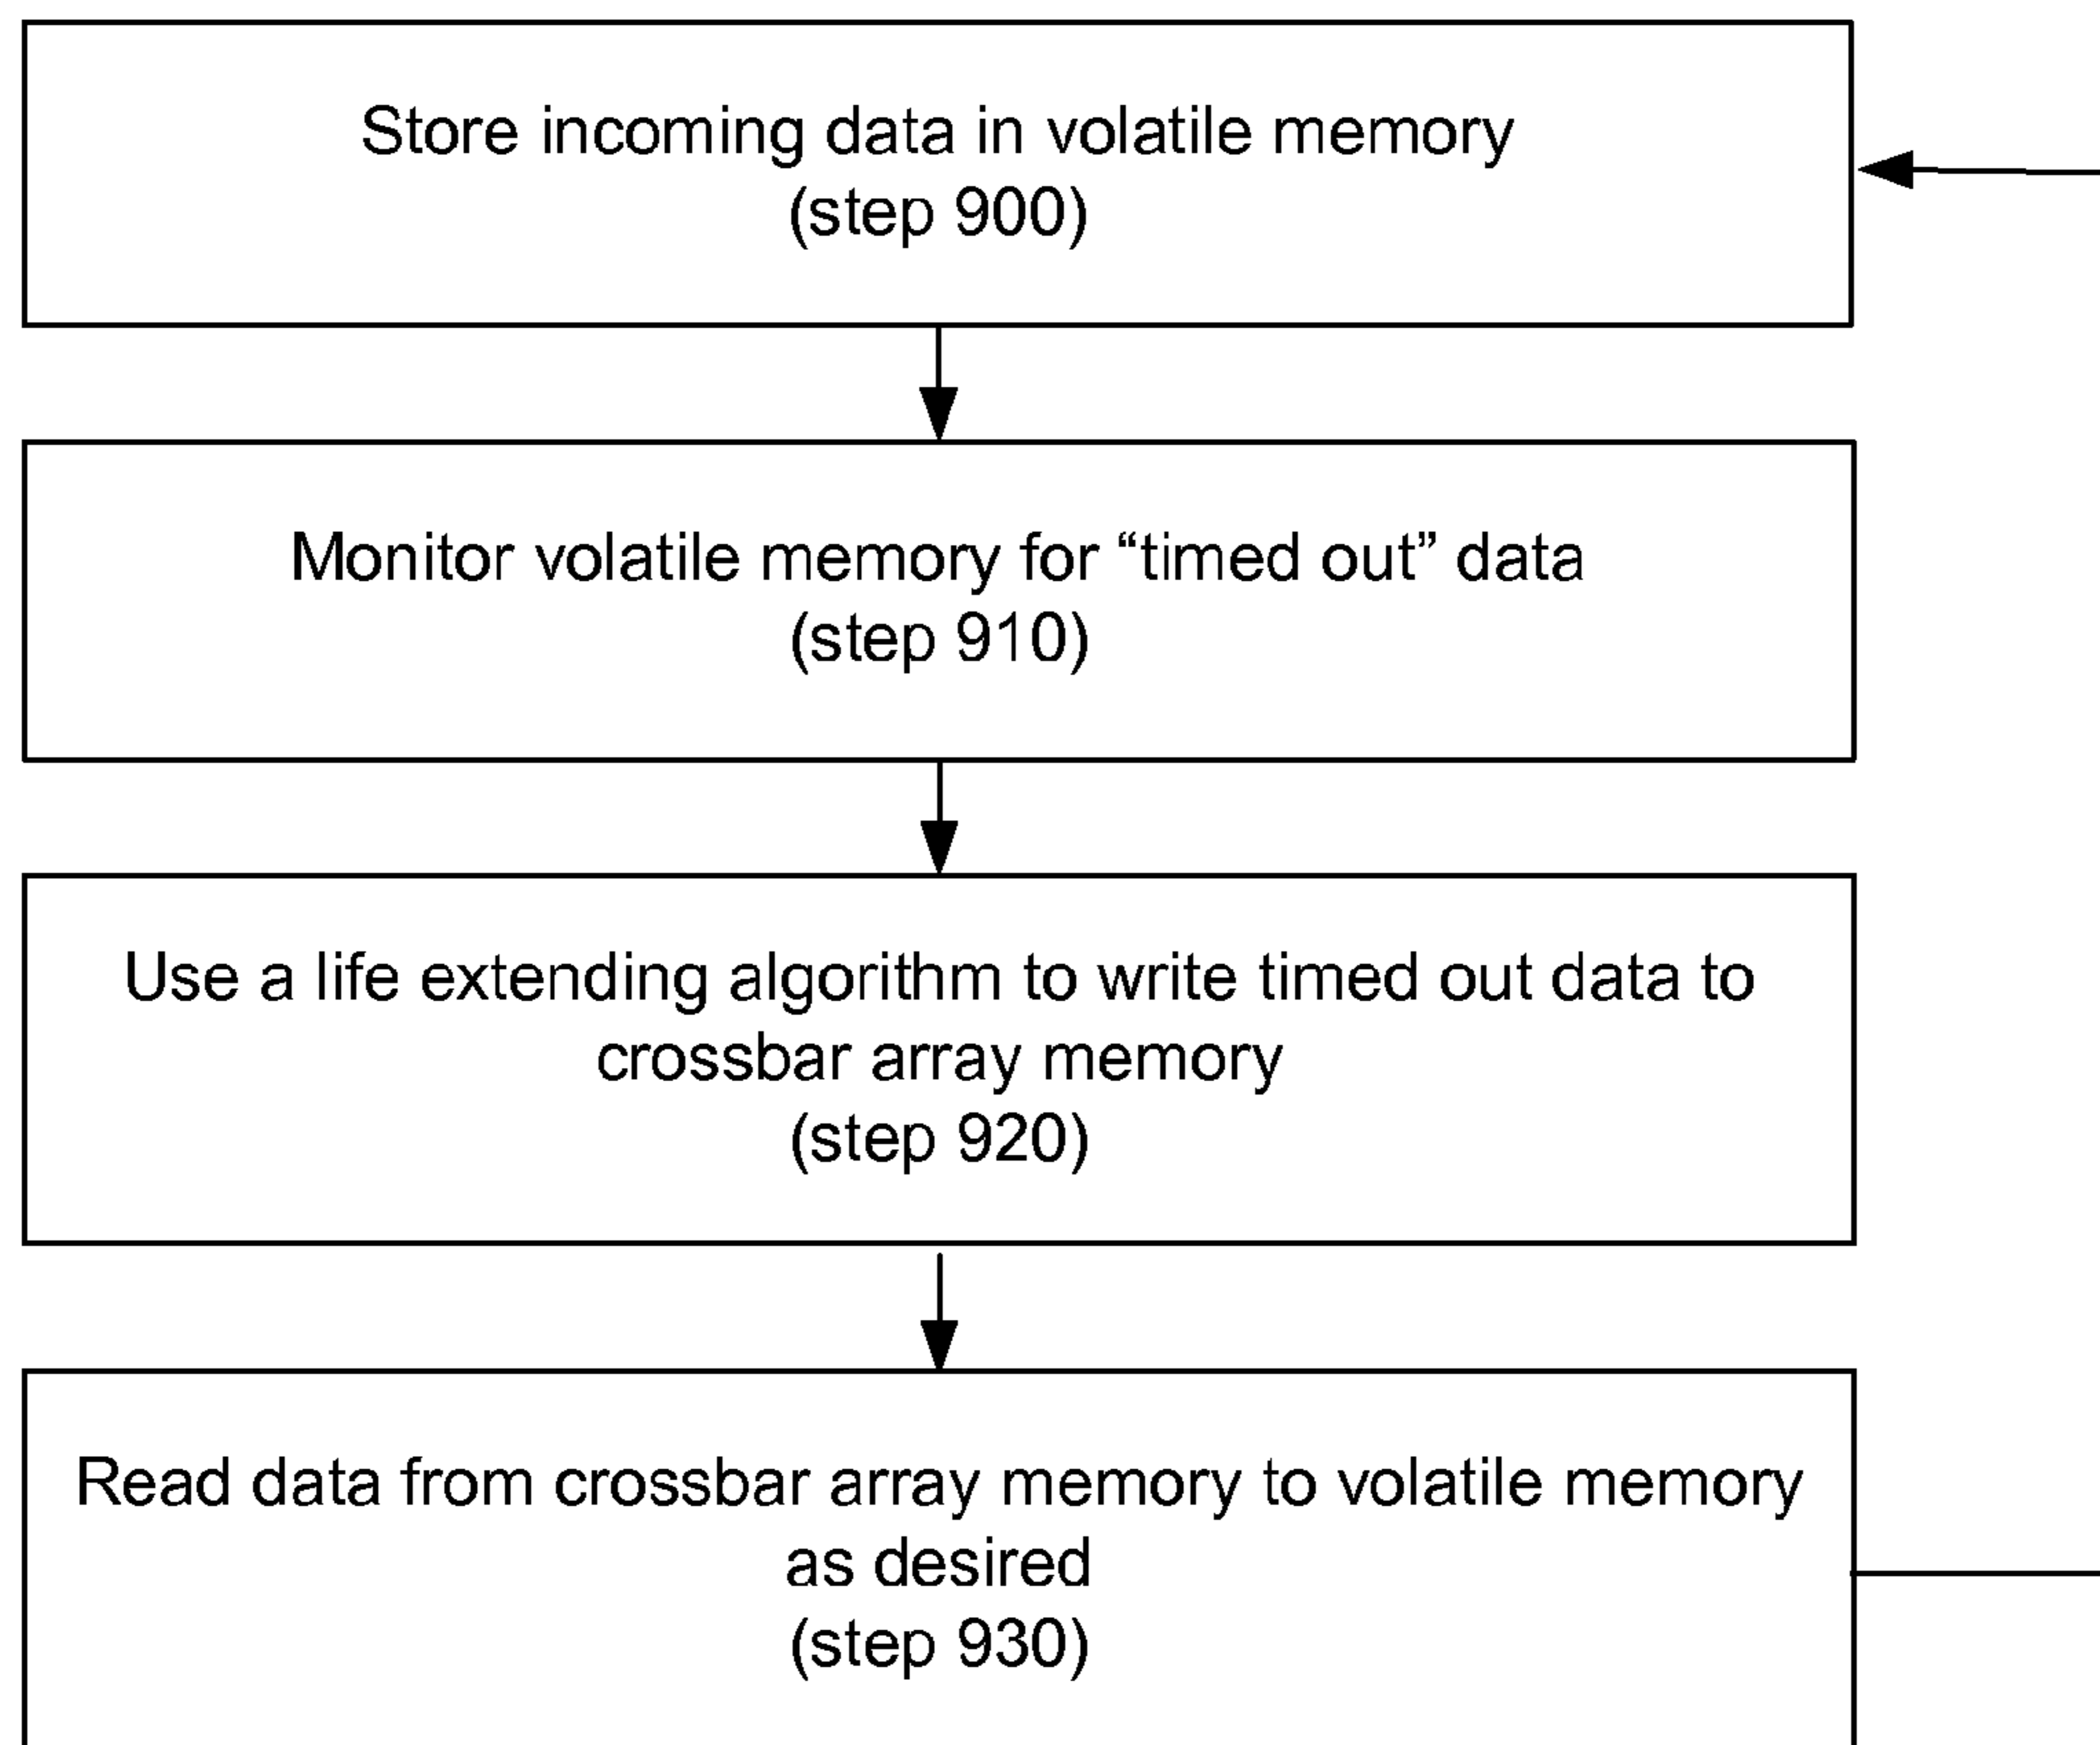 Store incoming data in volatile memory
(step 900)
Monitor volatile memory for “timed out” data
(step 910)
Use a life extending algorithm to write timed out data to
crossbar array memory
(step 920)
Read data from crossbar array memory to volatile memory
as desired
(step 930)